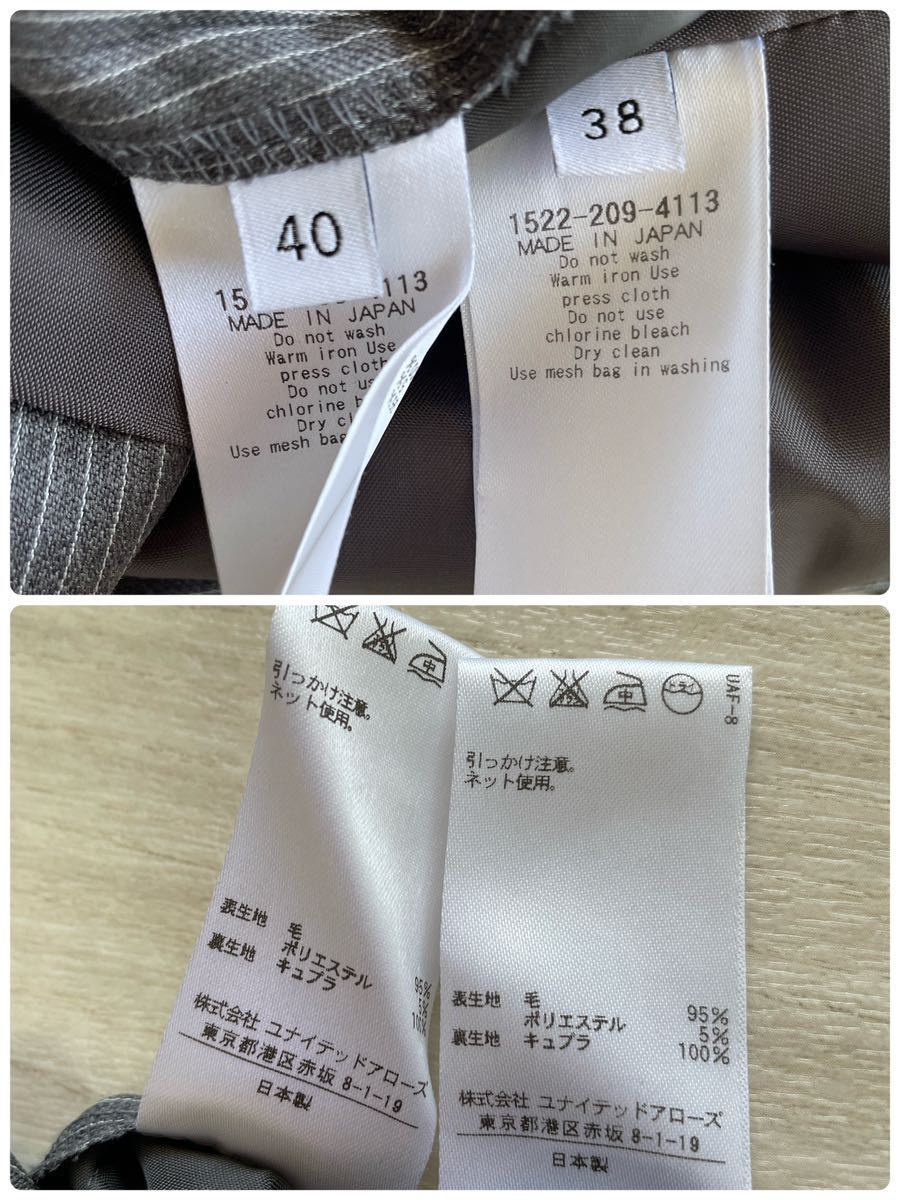 40
15
113
MADE IN JAPAN
Do not wash
Warm iron Use
press cloth
Do not
chlorine
Dry
Use mesh bag
38
1522-209-4113
MADE IN JAPAN
Do not wash
Warm iron Use
press cloth
Do not use
chlorine bleach
Dry clean
Use mesh bag in washing
中
引っかけ注意。
ネット使用。
表生地 毛 95%
ポリエステル 5%
裏生地 キュプラ 100%
株式会社 ユナイテッドアローズ
東京都港区赤坂 8-1-19
日本製
中
UAF-8
引っかけ注意。
ネット使用。
表生地 毛 95%
ポリエステル 5%
裏生地 キュプラ 100%
株式会社 ユナイテッドアローズ
東京都港区赤坂 8-1-19
日本製